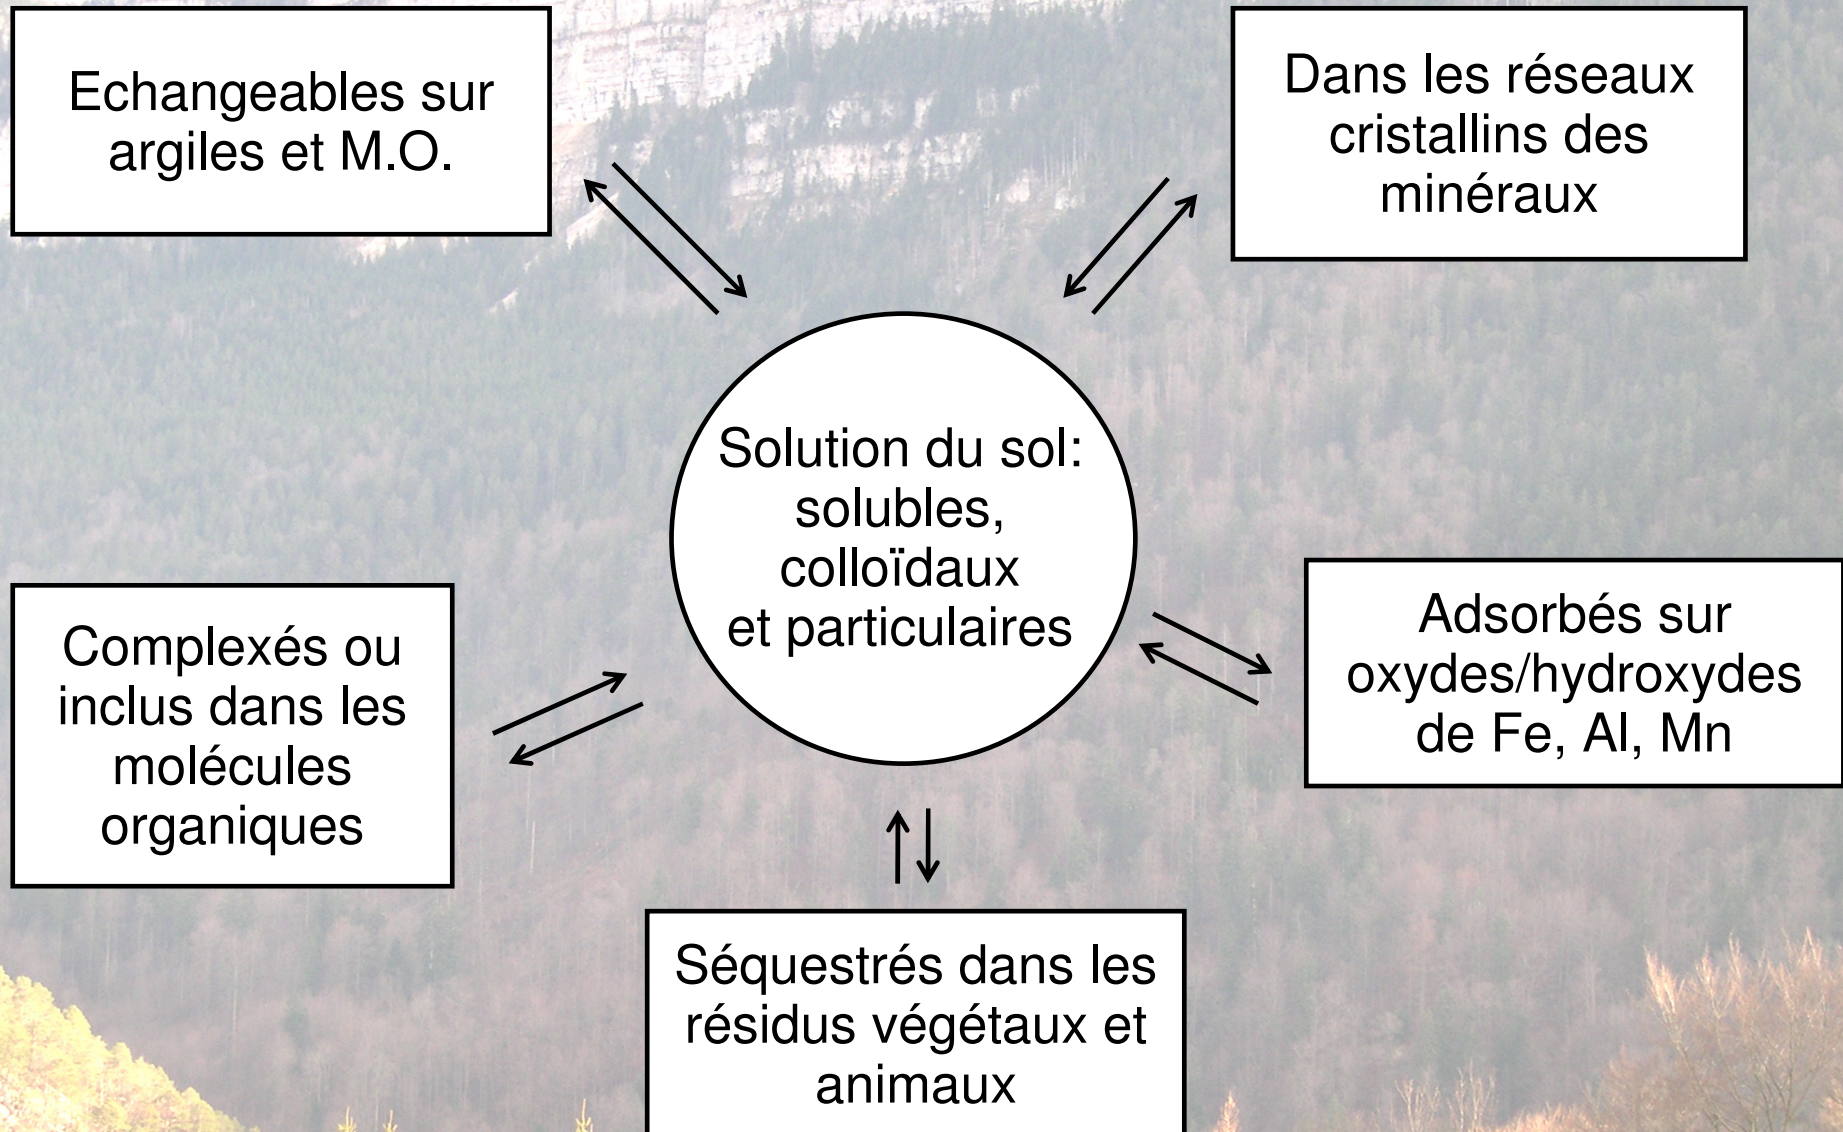 Echangeables sur
argiles et M.O.
Dans les réseaux
cristallins des
minéraux
Solution du sol:
solubles,
colloïdaux
et particulaires
Complexés ou
inclus dans les
molécules
organiques
Adsorbés sur
oxydes/hydroxydes
de Fe, Al, Mn
Séquestrés dans les
résidus végétaux et
animaux